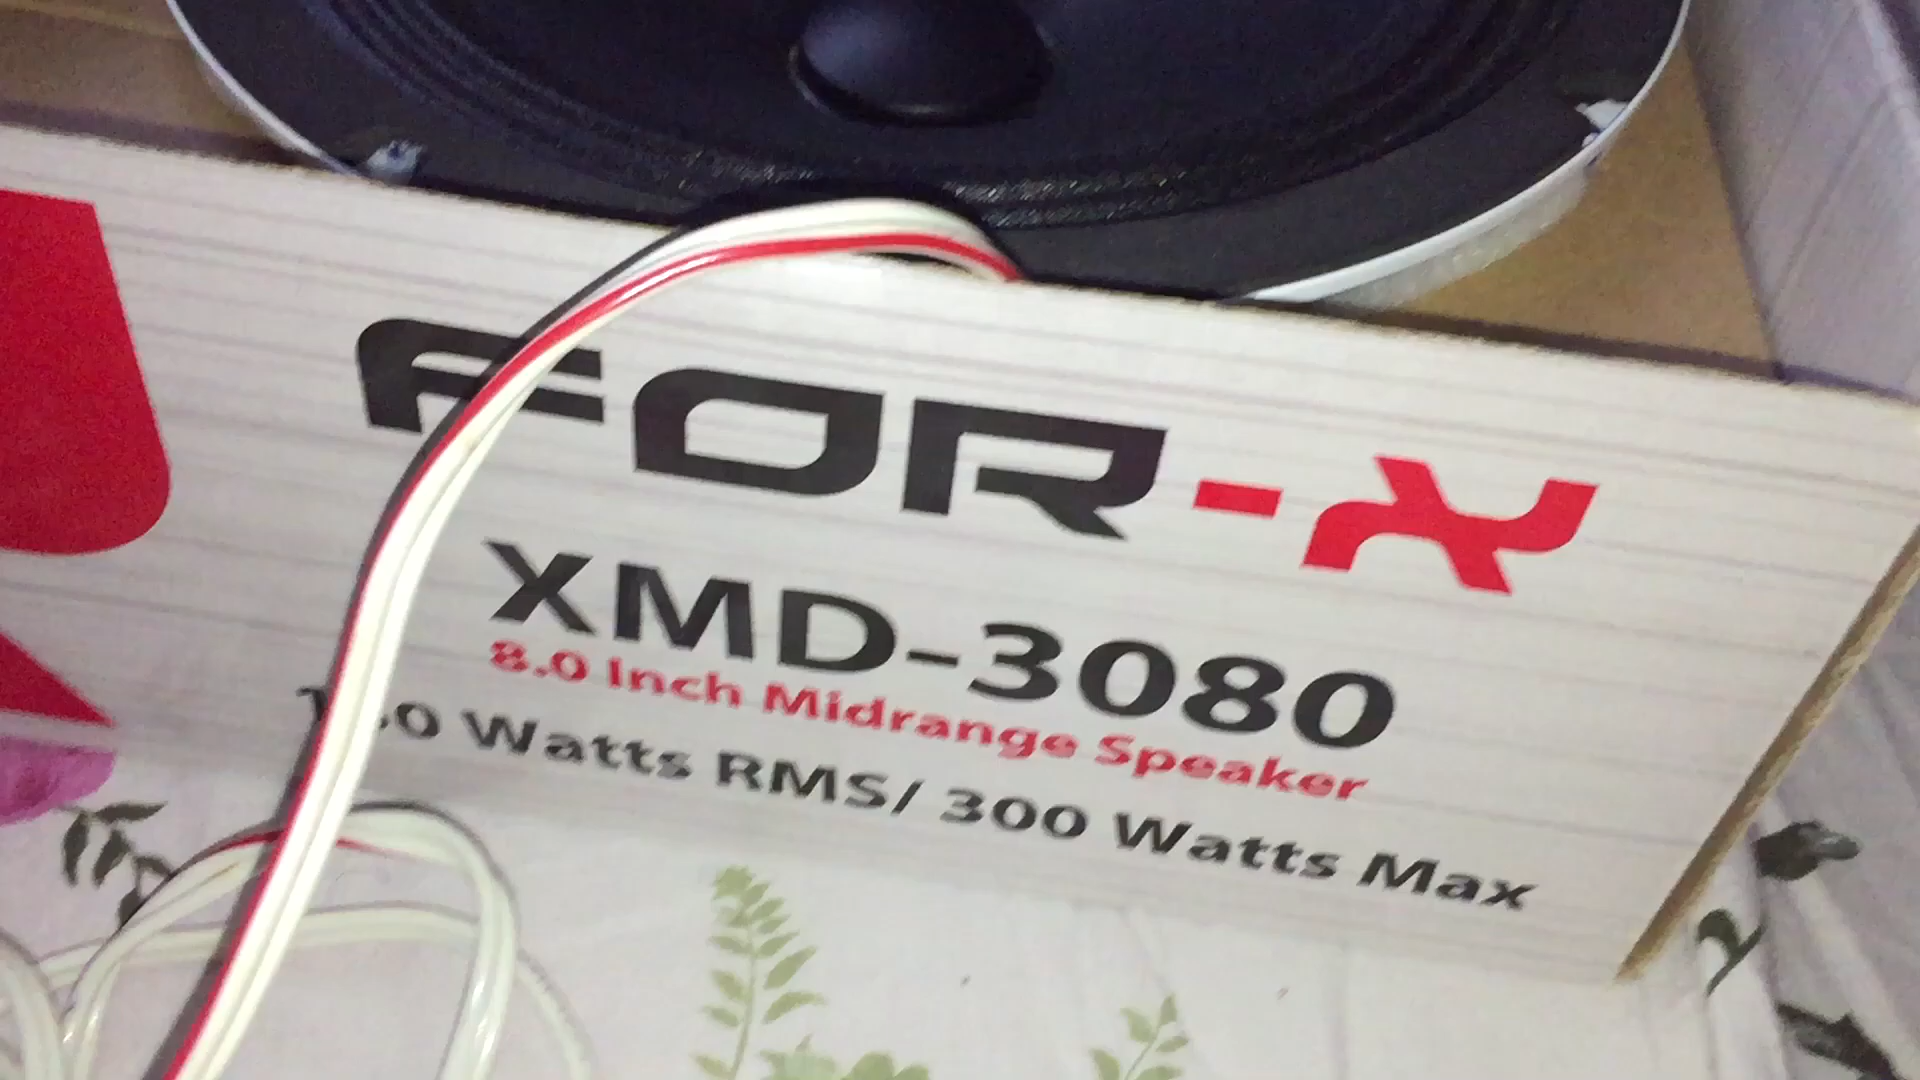 FOR-X
XMD-3080
8.0 Inch Midrange Speaker
Watts RMS/ 300 Watts Max